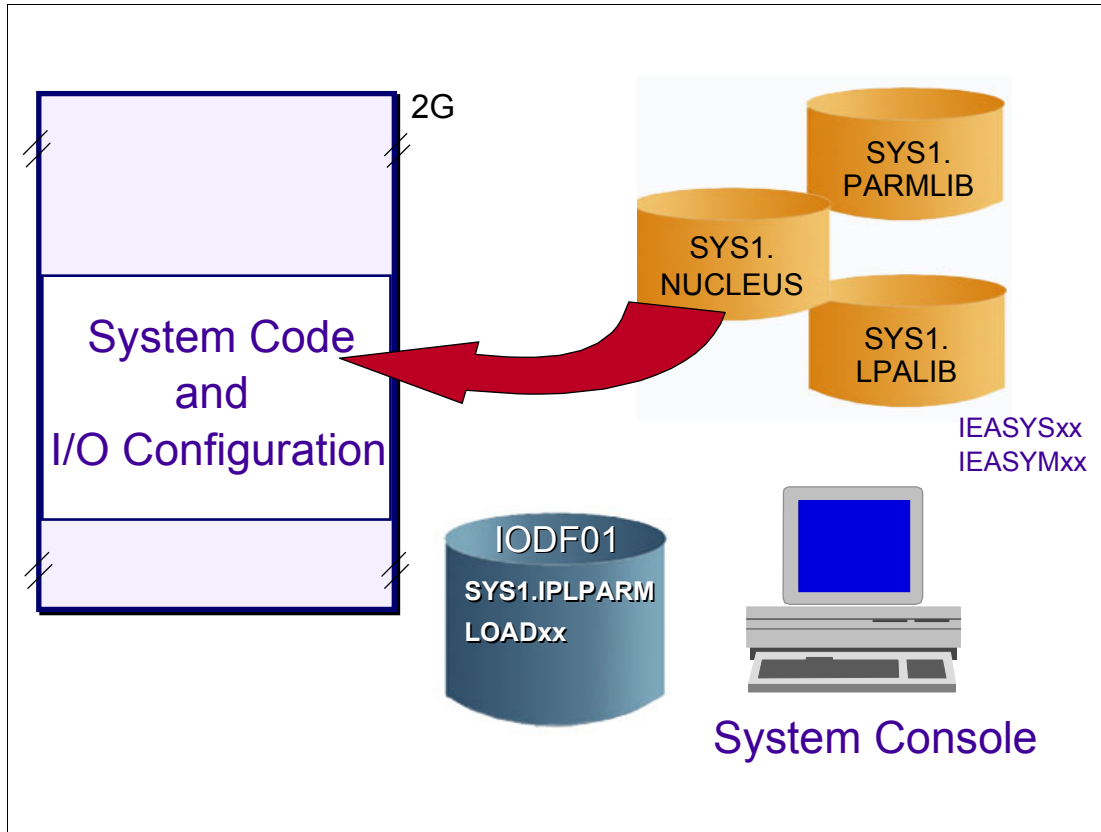 2G
SYS1.
PARMLIB
SYS1.
NUCLEUS
SYS1.
LPALIB
System Code
and
I/O Configuration
IEASYSxx
IEASYMxx
IODF01
SYS1.IPLPARM
LOADxx
System Console